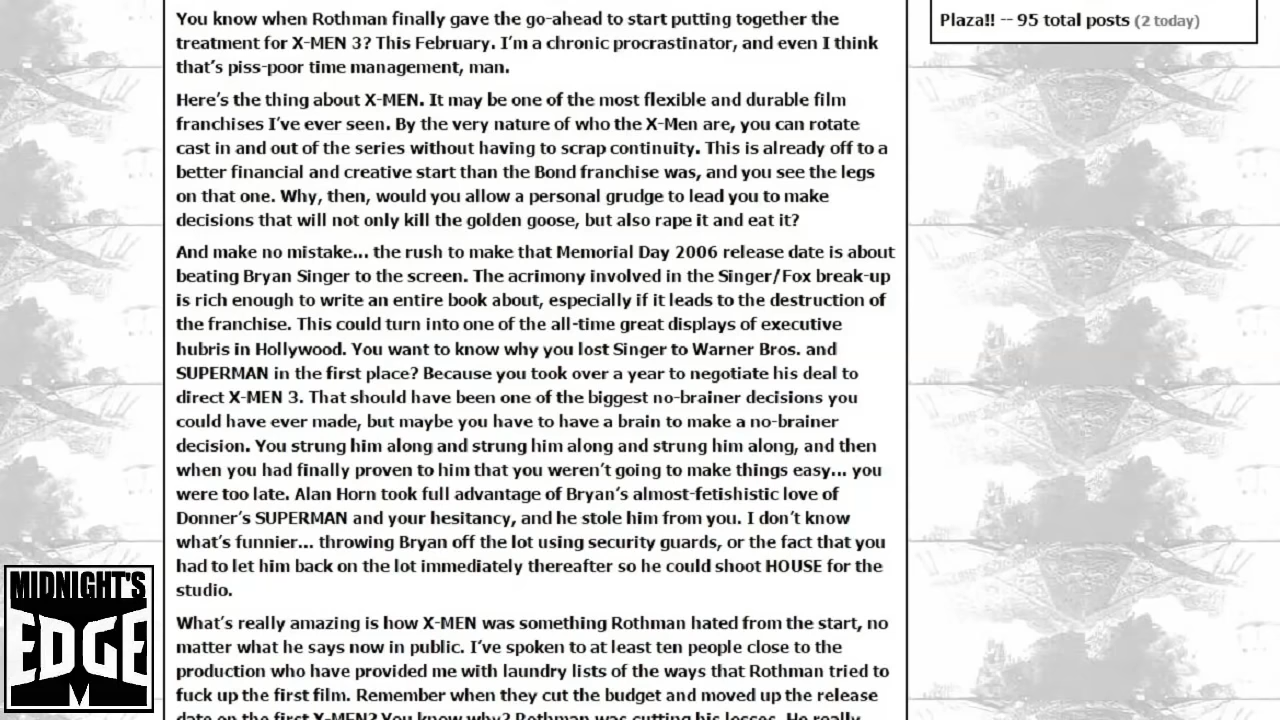 You know when Rothman finally gave the go-ahead to start putting together the
treatment for X-MEN 3? This February. I'm a chronic procrastinator, and even I think
that's piss-poor time management, man.
Here's the thing about X-MEN. It may be one of the most flexible and durable film
franchises I've ever seen. By the very nature of who the X-Men are, you can rotate
cast in and out of the series without having to scrap continuity. This is already off to a
better financial and creative start than the Bond franchise was, and you see the legs
on that one. Why, then, would you allow a personal grudge to lead you to make
decisions that will not only kill the golden goose, but also rape it and eat it?
And make no mistake... the rush to make that Memorial Day 2006 release date is about
beating Bryan Singer to the screen. The acrimony involved in the Singer/Fox break-up
is rich enough to write an entire book about, especially if it leads to the destruction of
the franchise. This could turn into one of the all-time great displays of executive
hubris in Hollywood. You want to know why you lost Singer to Warner Bros. and
SUPERMAN in the first place? Because you took over a year to negotiate his deal to
direct X-MEN 3. That should have been one of the biggest no-brainer decisions you
could have ever made, but maybe you have to have a brain to make a no-brainer
decision. You strung him along and strung him along and strung him along, and then
when you had finally proven to him that you weren't going to make things easy... you
were too late. Alan Horn took full advantage of Bryan's almost-fetishistic love of
Donner's SUPERMAN and your hesitancy, and he stole him from you. I don't know
what's funnier... throwing Bryan off the lot using security guards, or the fact that you
had to let him back on the lot immediately thereafter so he could shoot HOUSE for the
studio.
What's really amazing is how X-MEN was something Rothman hated from the start, no
matter what he says now in public. I've spoken to at least ten people close to the
production who have provided me with laundry lists of the ways that Rothman tried to
fuck up the first film. Remember when they cut the budget and moved up the release
date on the first X-MEN? You know why? Rothman was cutting his losses. He really
Plaza!! -- 95 total posts (2 today)
MIDNIGHT'S
EDGE